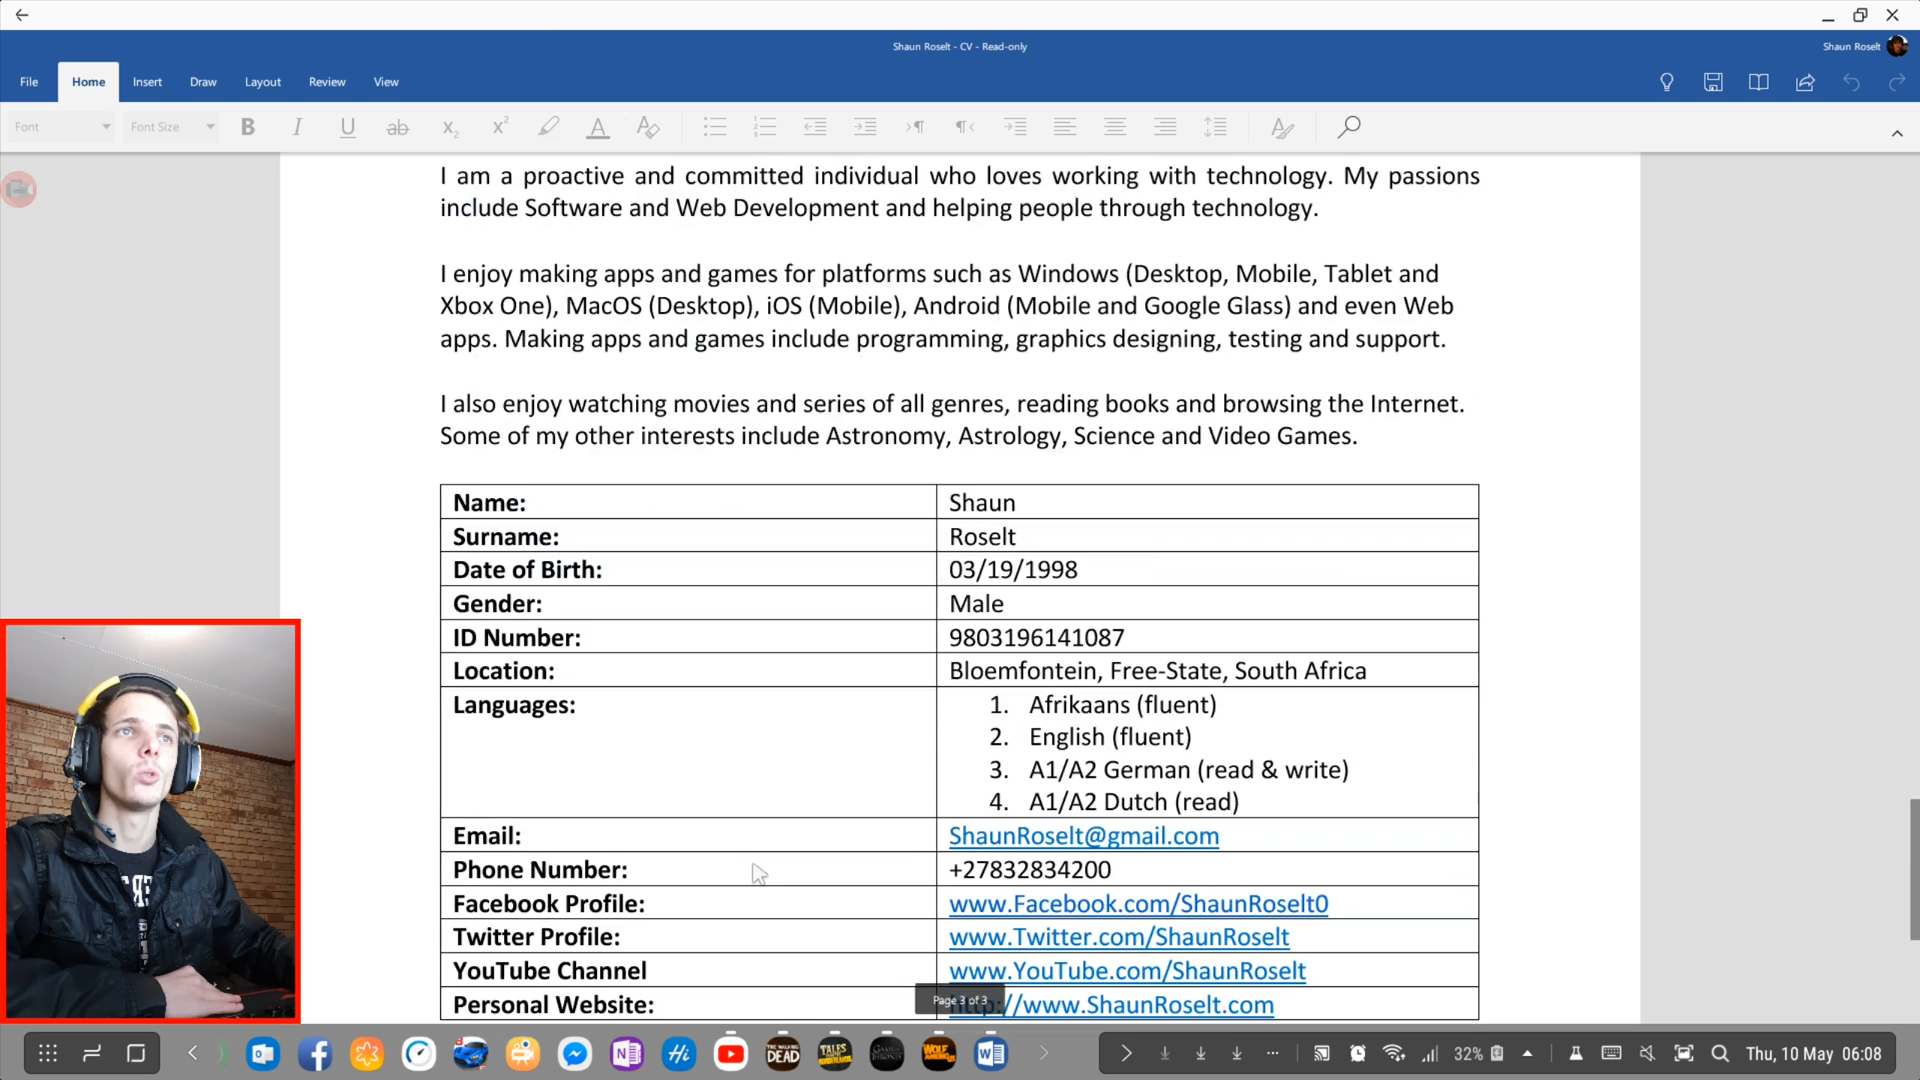 Shaun Roselt - CV - Read-only
Shaun Roselt
File Home Insert Draw Layout Review View
Font Font Size
I am a proactive and committed individual who loves working with technology. My passions
include Software and Web Development and helping people through technology.
I enjoy making apps and games for platforms such as Windows (Desktop, Mobile, Tablet and
Xbox One), MacOS (Desktop), iOS (Mobile), Android (Mobile and Google Glass) and even Web
apps. Making apps and games include programming, graphics designing, testing and support.
I also enjoy watching movies and series of all genres, reading books and browsing the Internet.
Some of my other interests include Astronomy, Astrology, Science and Video Games.
Name: Shaun
Surname: Roselt
Date of Birth: 03/19/1998
Gender: Male
ID Number: 9803196141087
Location: Bloemfontein, Free-State, South Africa
Languages: 1. Afrikaans (fluent)
2. English (fluent)
3. A1/A2 German (read & write)
4. A1/A2 Dutch (read)
Email: ShaunRoselt@gmail.com
Phone Number: +27832834200
Facebook Profile: www.Facebook.com/ShaunRoselt0
Twitter Profile: www.Twitter.com/ShaunRoselt
YouTube Channel www.YouTube.com/ShaunRoselt
Page 3 of 3
Personal Website: http://www.ShaunRoselt.com
32% Thu, 10 May 06:08